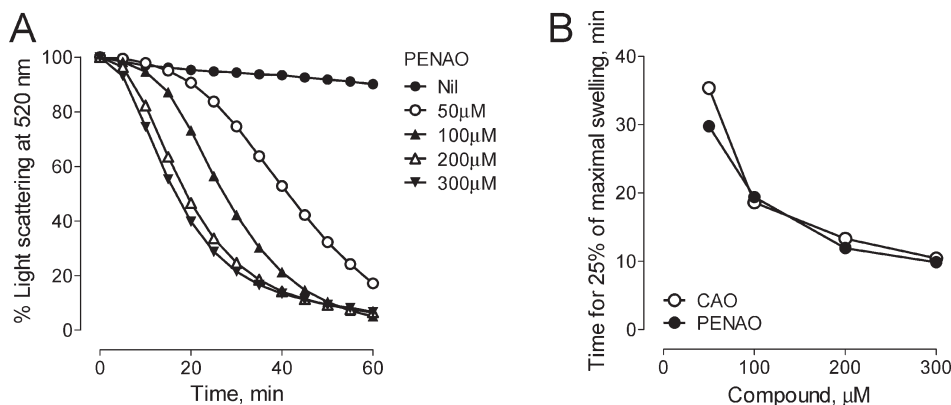 A
% Light scattering at 520 nm
100
80
60
40
20
0
0 20 40 60
Time, min
PENAO
Nil
50μM
100μM
200μM
300μM
B
Time for 25% of maximal swelling, min
40
30
20
10
0
CAO
PENAO
0 100 200 300
Compound, μM